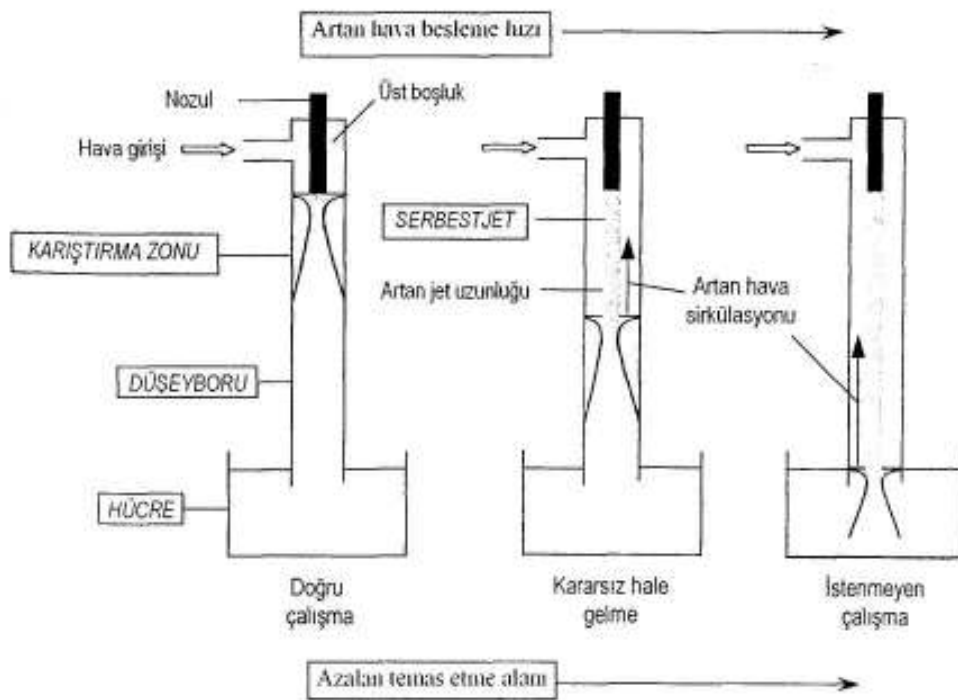 Artan hava besleme hızı
Nozul
Üst boşluk
Hava girişi
KARIŞTIRMA ZONU
SERBESTJET
Artan jet uzunluğu
Artan hava
sirkülasyonu
DÜŞEYBORU
HÜCRE
Doğru
çalışma
Kararsız hale
gelme
İstenmeyen
çalışma
Azalan temas etme alanı